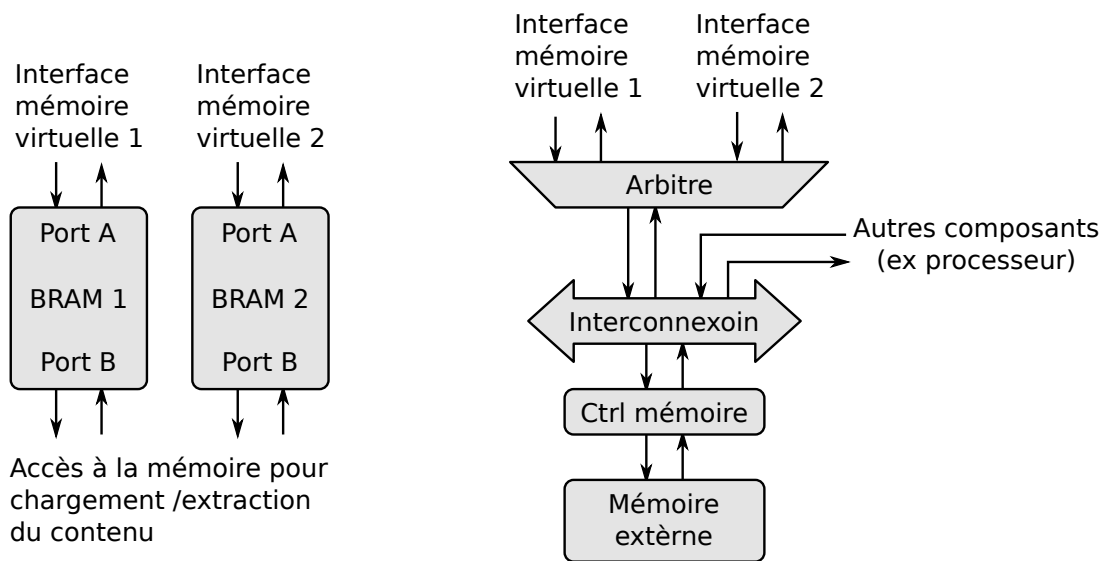 Interface
mémoire
virtuelle 1
Interface
mémoire
virtuelle 2
Port A
BRAM 1
Port B
Port A
BRAM 2
Port B
Accès à la mémoire pour
chargement /extraction
du contenu
Interface
mémoire
virtuelle 1
Interface
mémoire
virtuelle 2
Arbitre
Autres composants
(ex processeur)
Interconnexoin
Ctrl mémoire
Mémoire
extèrne